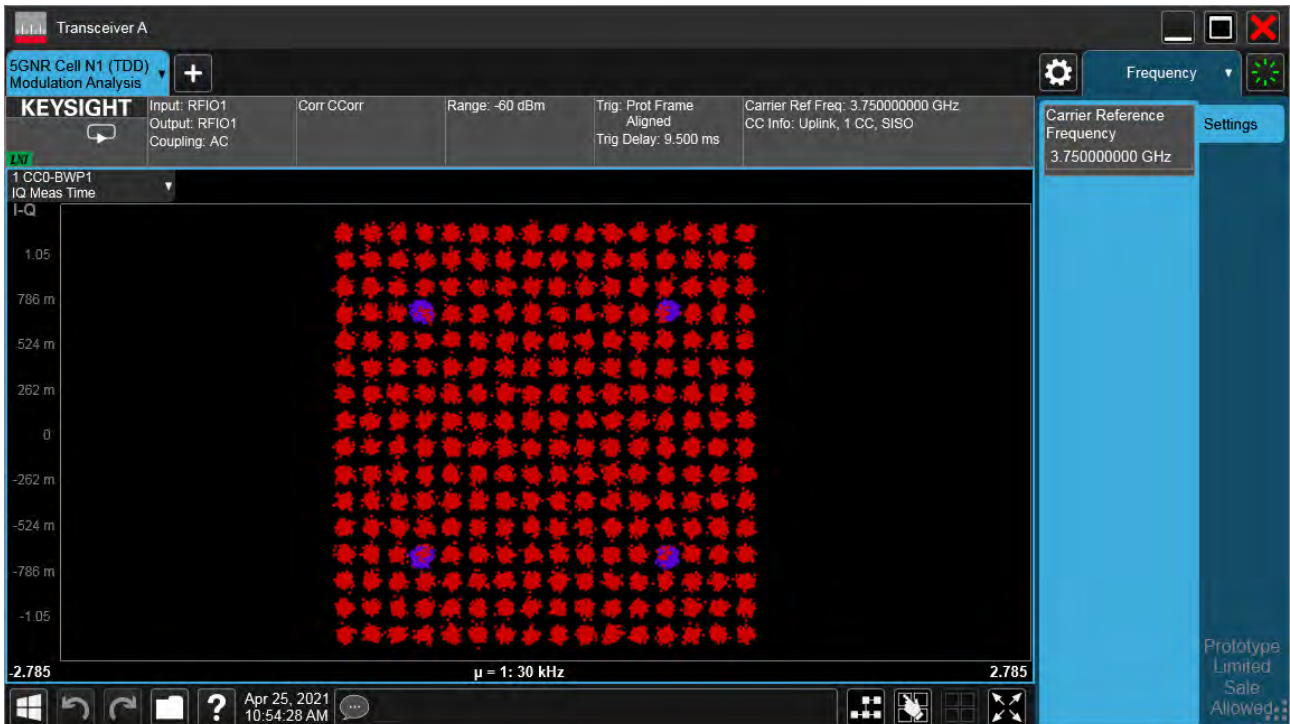 Transceiver A
5GNR Cell N1 (TDD)
Modulation Analysis
+
Frequency
KEYSIGHT
LXI
Input: RFIO1
Output: RFIO1
Coupling: AC
Corr CCorr
Range: -60 dBm
Trig: Prot Frame
Aligned
Trig Delay: 9.500 ms
Carrier Ref Freq: 3.750000000 GHz
CC Info: Uplink, 1 CC, SISO
Carrier Reference
Frequency
3.750000000 GHz
Settings
1 CC0-BWP1
IQ Meas Time
I-Q
1.05
786 m
524 m
262 m
0
-262 m
-524 m
-786 m
-1.05
-2.785
μ = 1: 30 kHz
2.785
?
Apr 25, 2021
10:54:28 AM
Prototype
Limited
Sale
Allowed